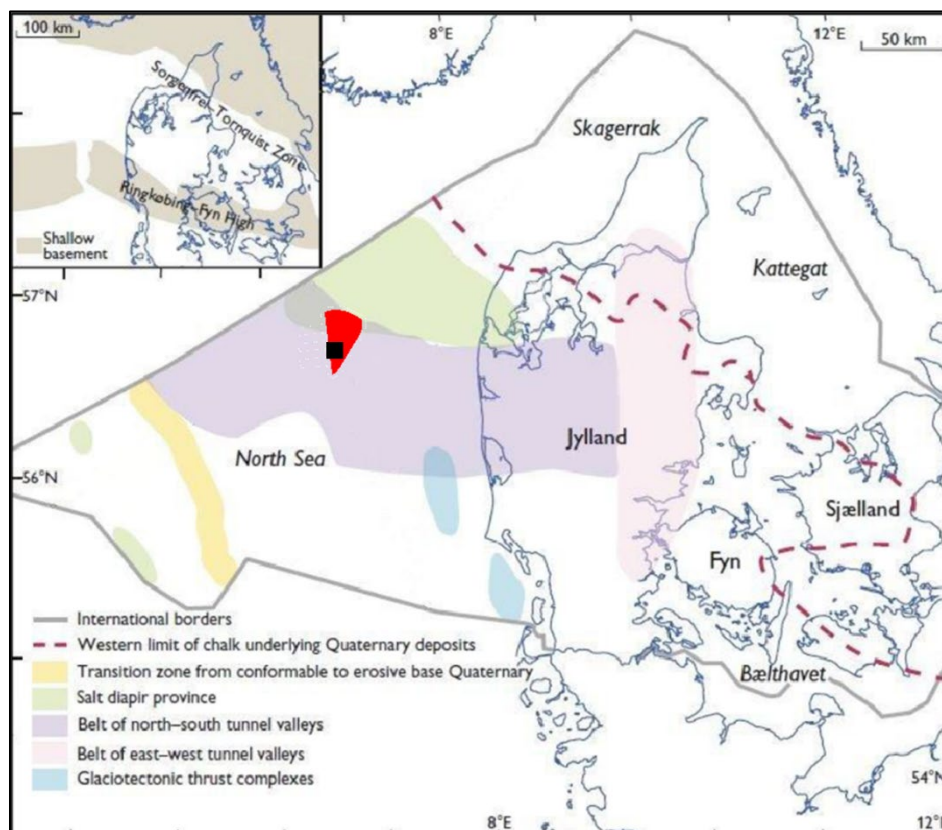 100 km
8°E
12°E
50 km
Sorgenfrei–Tornquist Zone
Skagerrak
Ringkøbing–Fyn High
Shallow
basement
Kattegat
57°N
Jylland
North Sea
56°N
Sjælland
Fyn
International borders
Western limit of chalk underlying Quaternary deposits
Transition zone from conformable to erosive base Quaternary
Bælthavet
Salt diapir province
Belt of north–south tunnel valleys
Belt of east–west tunnel valleys
Glaciotectonic thrust complexes
54°N
8°E
12°E